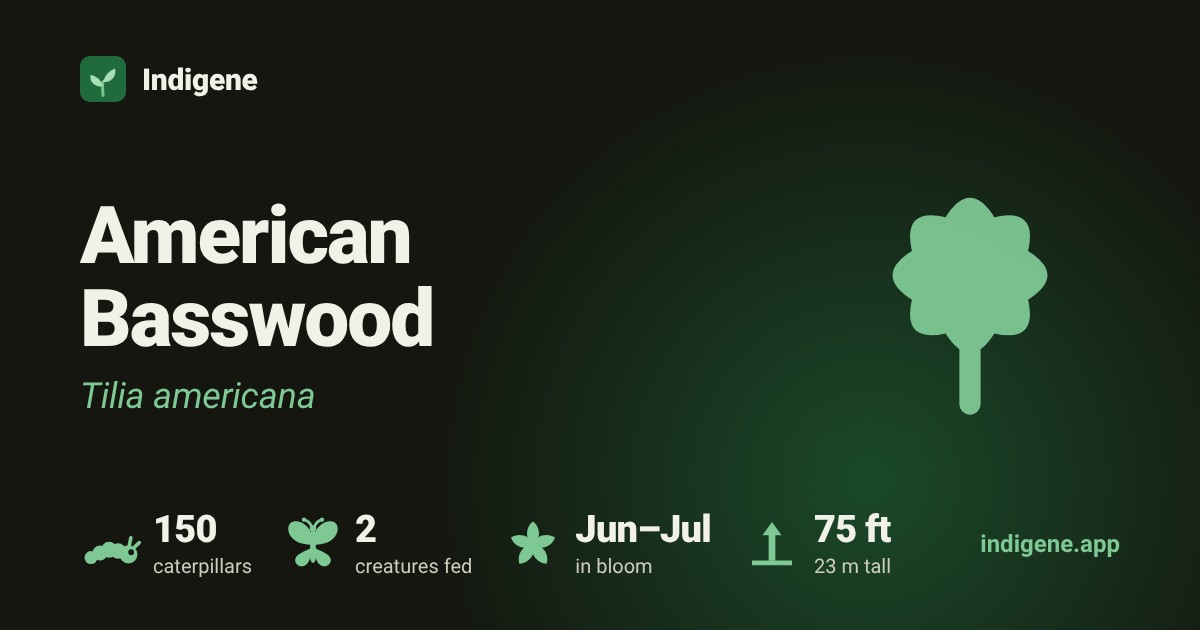 Indigene
American
Basswood
Tilia americana
150
caterpillars
2
creatures fed
Jun–Jul
in bloom
75 ft
23 m tall
indigene.app